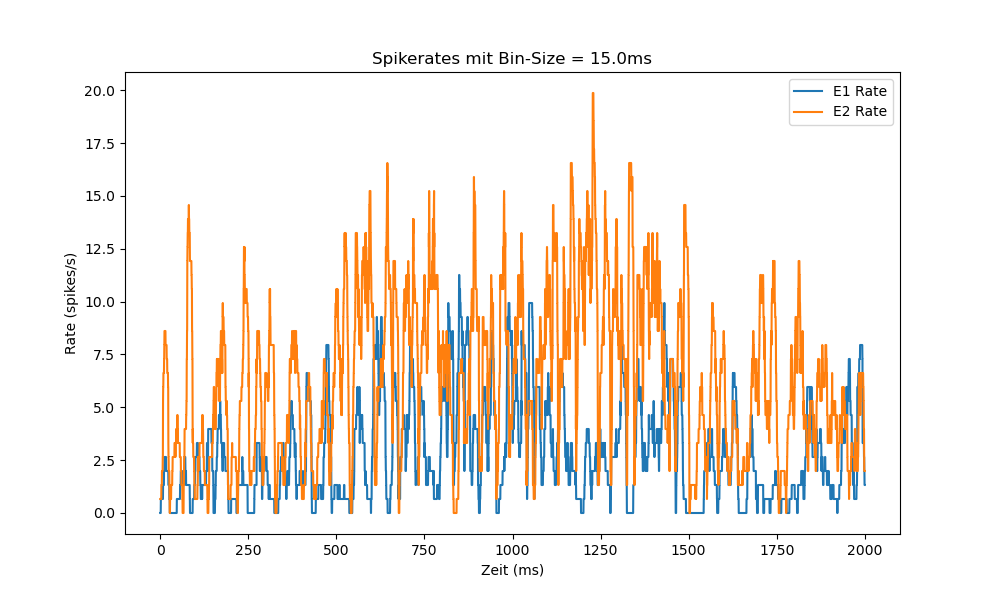 Spikerates mit Bin-Size = 15.0ms
E1 Rate
E2 Rate
20.0
17.5
15.0
12.5
10.0
7.5
5.0
2.5
0.0
Rate (spikes/s)
0 250 500 750 1000 1250 1500 1750 2000
Zeit (ms)